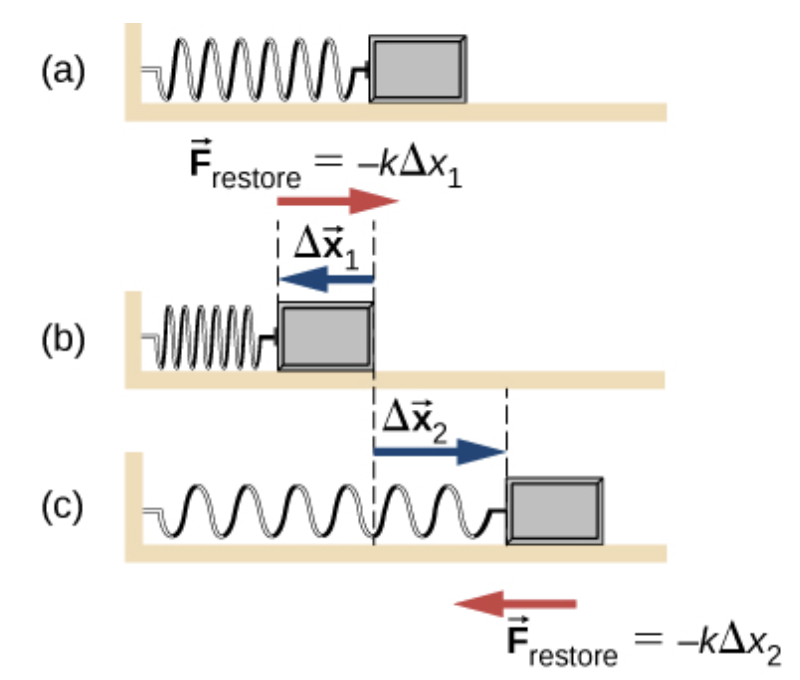 (a)
F⃗restore = –kΔx₁
Δx⃗₁
(b)
Δx⃗₂
(c)
F⃗restore = –kΔx₂